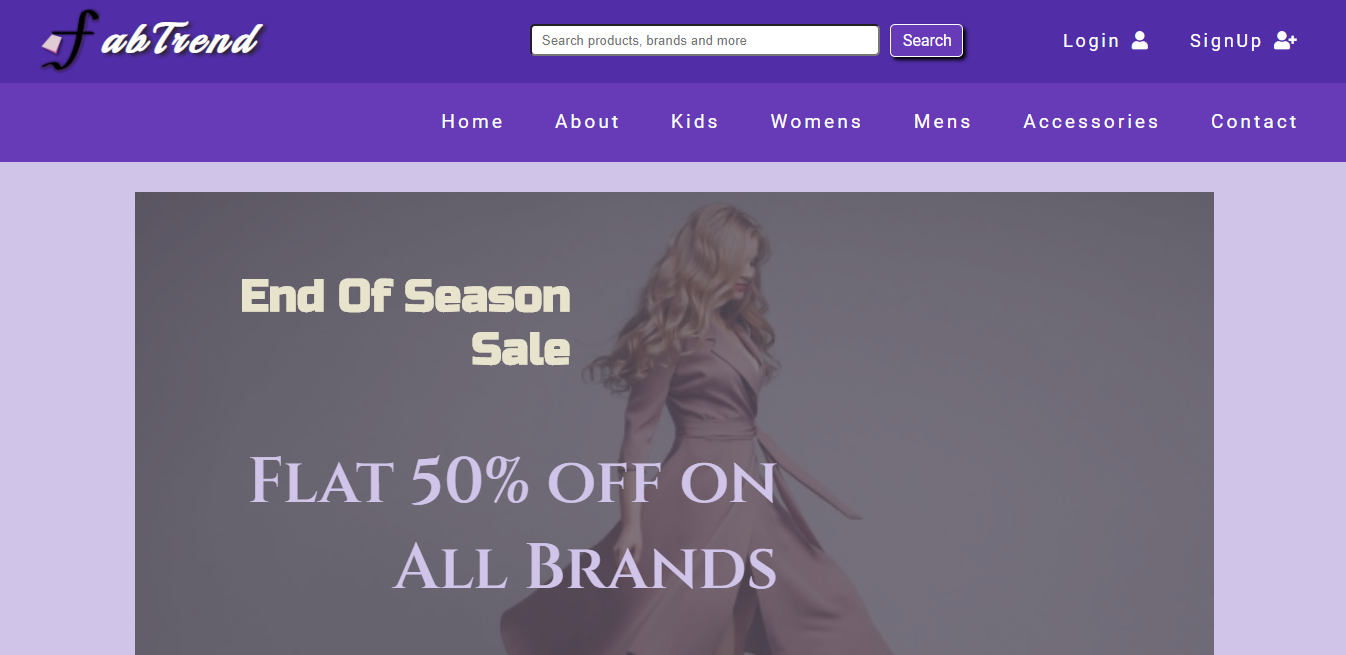 fabTrend
Search products, brands and more
Search
Login
SignUp
Home
About
Kids
Womens
Mens
Accessories
Contact
End Of Season
Sale
Flat 50% off on
All Brands